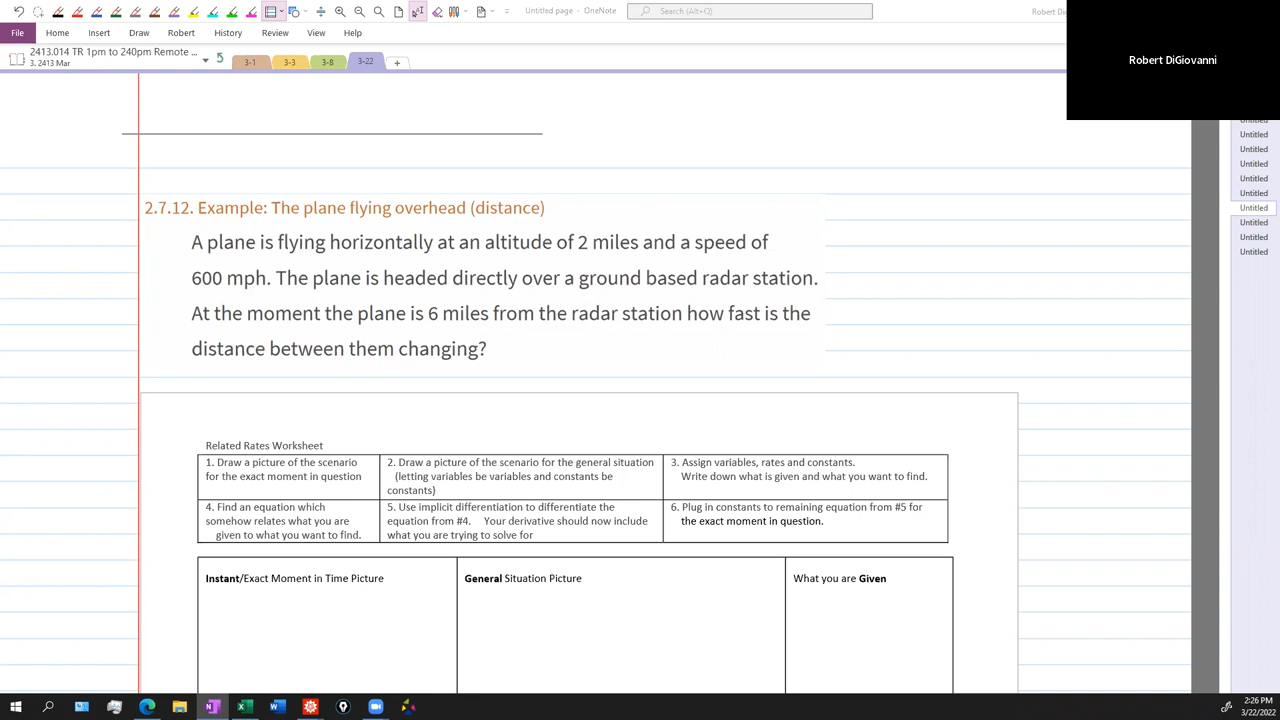 Untitled page - OneNote
Search (Alt+Q)
Robert Di
Robert DiGiovanni
File
Home
Insert
Draw
Robert
History
Review
View
Help
2413.014 TR 1pm to 240pm Remote ...
3. 2413 Mar
3-1
3-3
3-8
3-22
+
Untitled
Untitled
Untitled
Untitled
Untitled
Untitled
Untitled
Untitled
Untitled
Untitled
2.7.12. Example: The plane flying overhead (distance)
A plane is flying horizontally at an altitude of 2 miles and a speed of
600 mph. The plane is headed directly over a ground based radar station.
At the moment the plane is 6 miles from the radar station how fast is the
distance between them changing?
Related Rates Worksheet
1. Draw a picture of the scenario
for the exact moment in question
2. Draw a picture of the scenario for the general situation
(letting variables be variables and constants be
constants)
3. Assign variables, rates and constants.
Write down what is given and what you want to find.
4. Find an equation which
somehow relates what you are
given to what you want to find.
5. Use implicit differentiation to differentiate the
equation from #4. Your derivative should now include
what you are trying to solve for
6. Plug in constants to remaining equation from #5 for
the exact moment in question.
Instant/Exact Moment in Time Picture
General Situation Picture
What you are Given
2:26 PM
3/22/2022